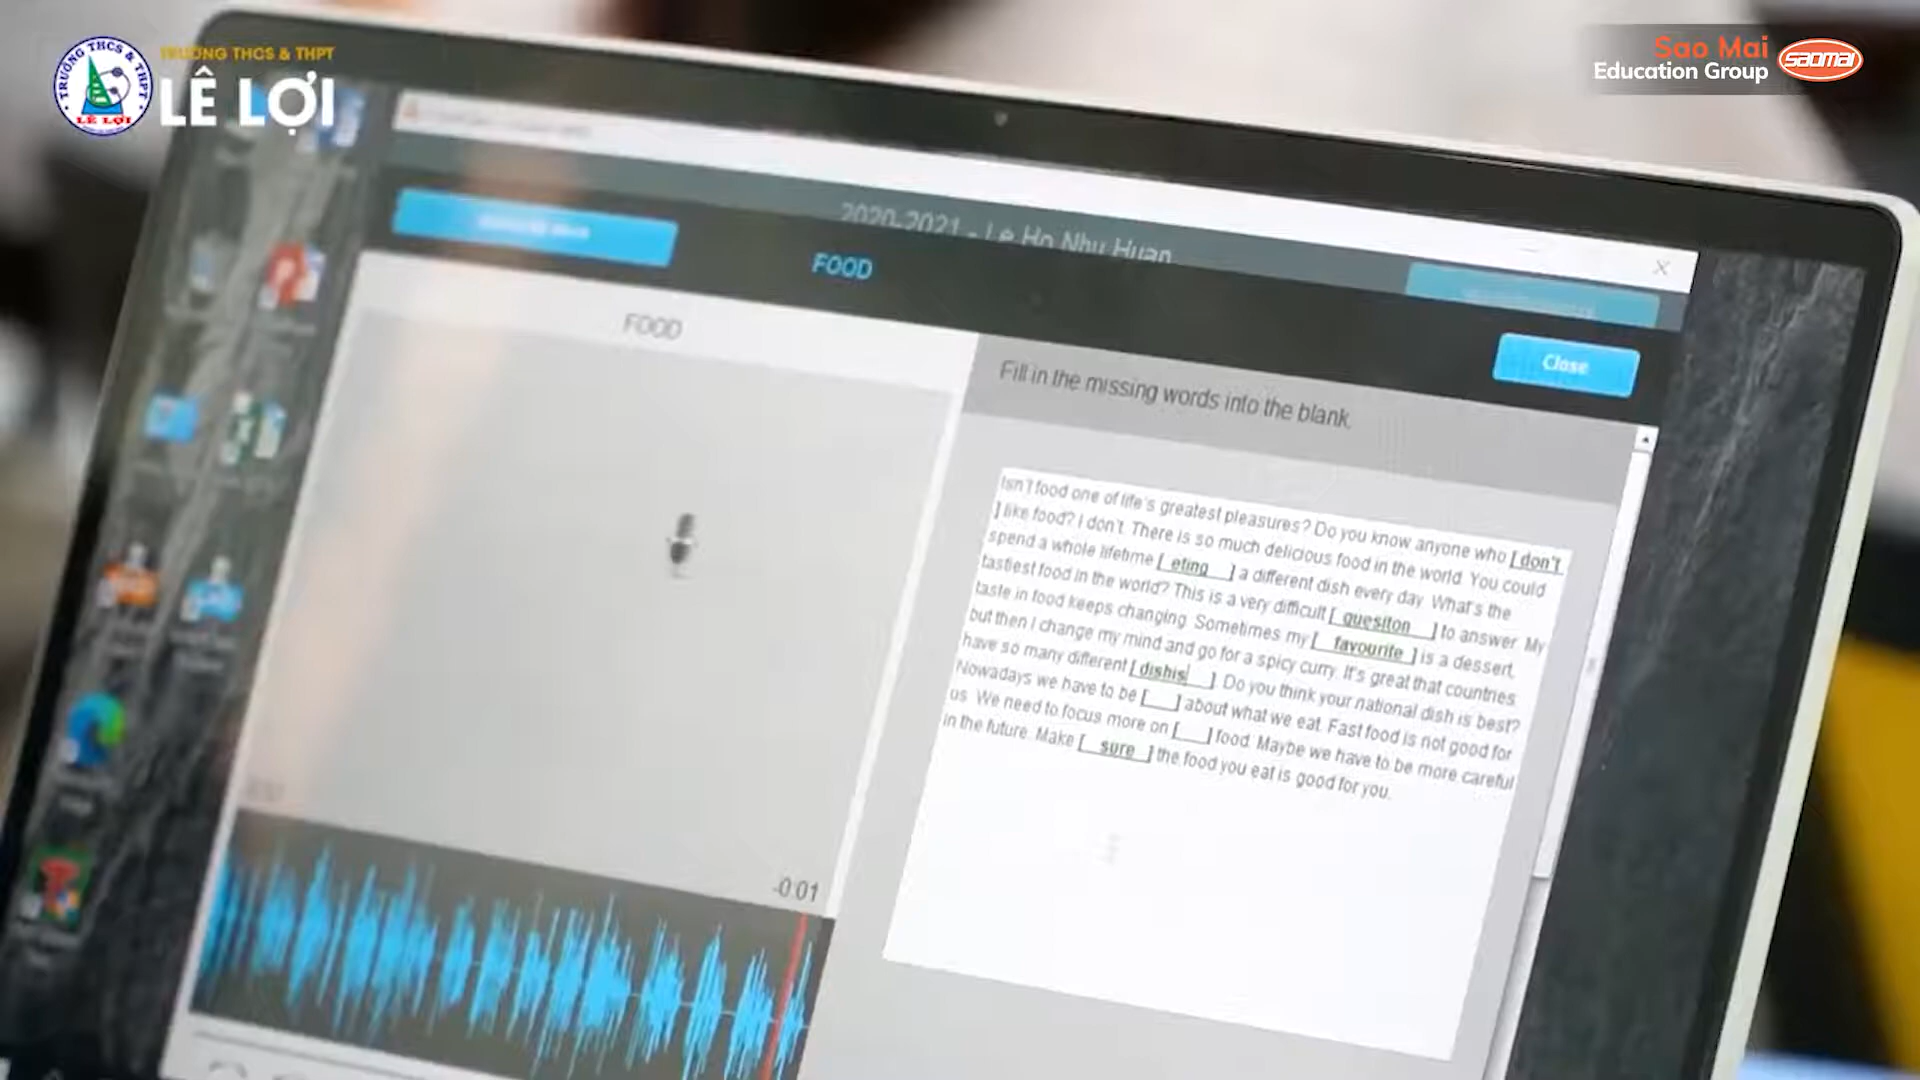 TRƯỜNG THCS & THPT
LÊ LỢI
TRƯỜNG THCS & THPT
LÊ LỢI
Sao Mai
Education Group
saomai
2020-2021 - Le Ho Nhu Huan
FOOD
Close
FOOD
Fill in the missing words into the blank.
Isn't food one of life's greatest pleasures? Do you know anyone who [ don't
] like food? I don't. There is so much delicious food in the world. You could
spend a whole lifetime [ eting ] a different dish every day. What's the
tastiest food in the world? This is a very difficult [ quesiton ] to answer. My
taste in food keeps changing. Sometimes my [ favourite ] is a dessert,
but then I change my mind and go for a spicy curry. It's great that countries
have so many different [ dishis ]. Do you think your national dish is best?
Nowadays we have to be [ ] about what we eat. Fast food is not good for
us. We need to focus more on [ ] food. Maybe we have to be more careful
in the future. Make [ sure ] the food you eat is good for you.
-0:01